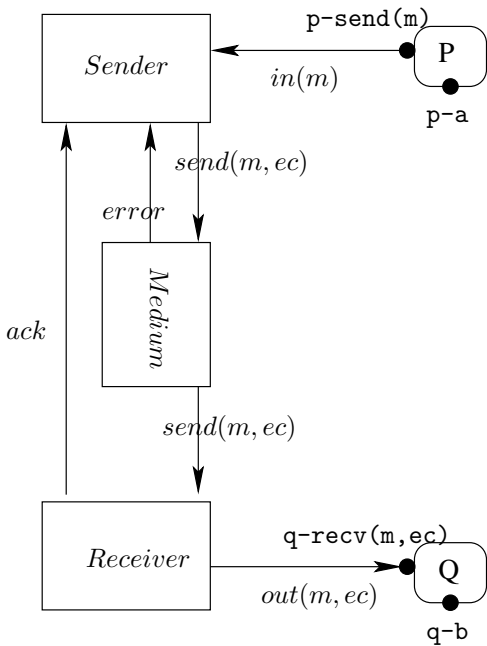 p-send(m)
Sender
P
in(m)
p-a
send(m, ec)
error
Medium
ack
send(m, ec)
q-recv(m,ec)
Receiver
Q
out(m, ec)
q-b